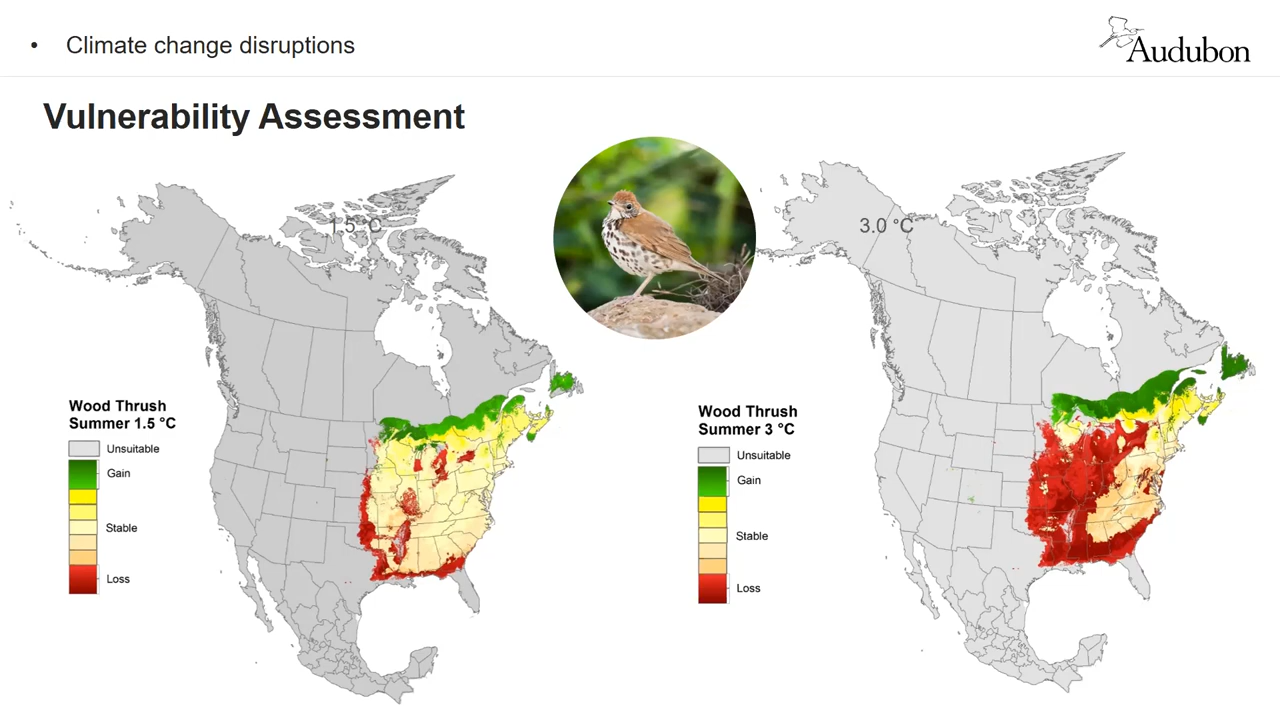 • Climate change disruptions
Audubon
Vulnerability Assessment
1.5 °C
3.0 °C
Wood Thrush
Summer 1.5 °C
Unsuitable
Gain
Stable
Loss
Wood Thrush
Summer 3 °C
Unsuitable
Gain
Stable
Loss